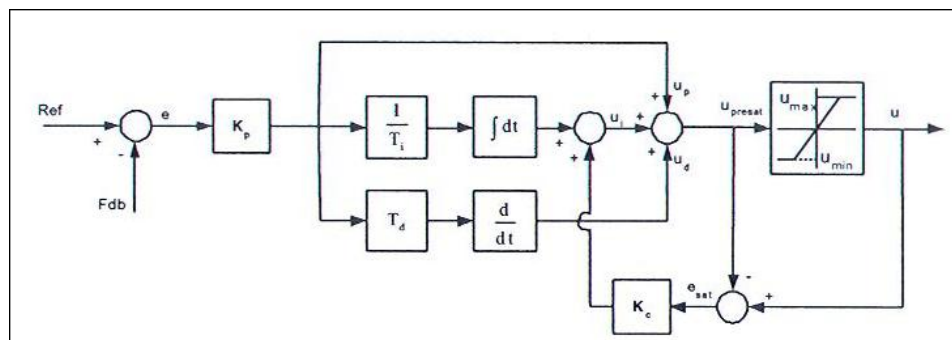 Ref
+
-
Fdb
e
K_p
1
T_i
∫ dt
T_d
d
dt
+
+
u_i
+
+
+
u_p
u_d
u_presat
u_max
u_min
u
-
+
e_sat
K_c